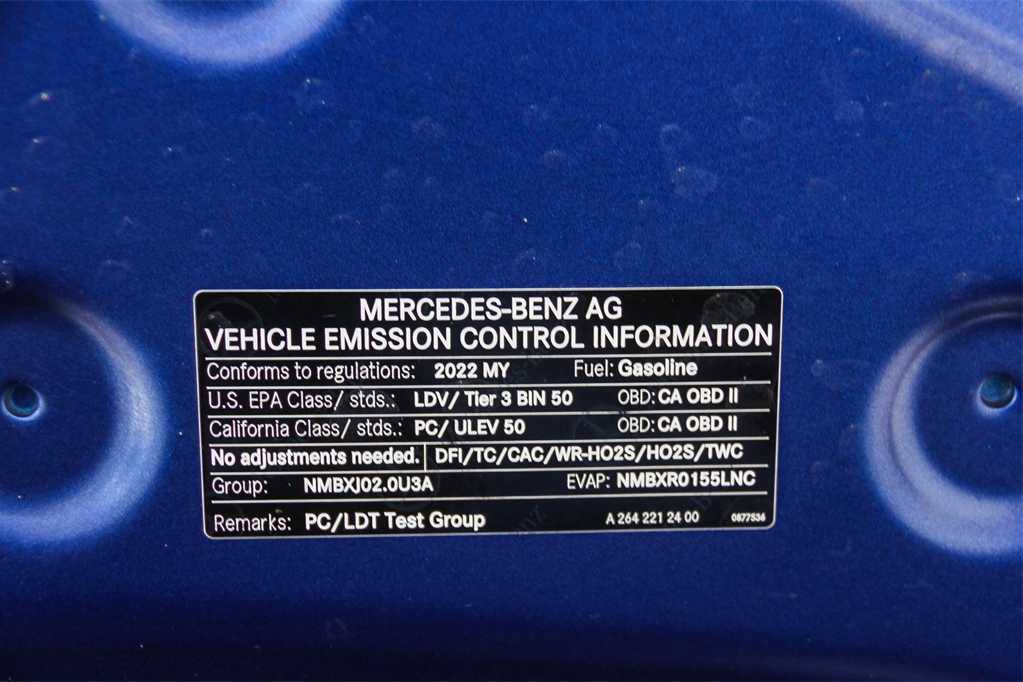 MERCEDES-BENZ AG
VEHICLE EMISSION CONTROL INFORMATION
Conforms to regulations: 2022 MY Fuel: Gasoline
U.S. EPA Class/ stds.: LDV/ Tier 3 BIN 50 OBD: CA OBD II
California Class/ stds.: PC/ ULEV 50 OBD: CA OBD II
No adjustments needed. DFI/TC/CAC/WR-HO2S/HO2S/TWC
Group: NMBXJ02.0U3A EVAP: NMBXR0155LNC
Remarks: PC/LDT Test Group A 264 221 24 00 0877536